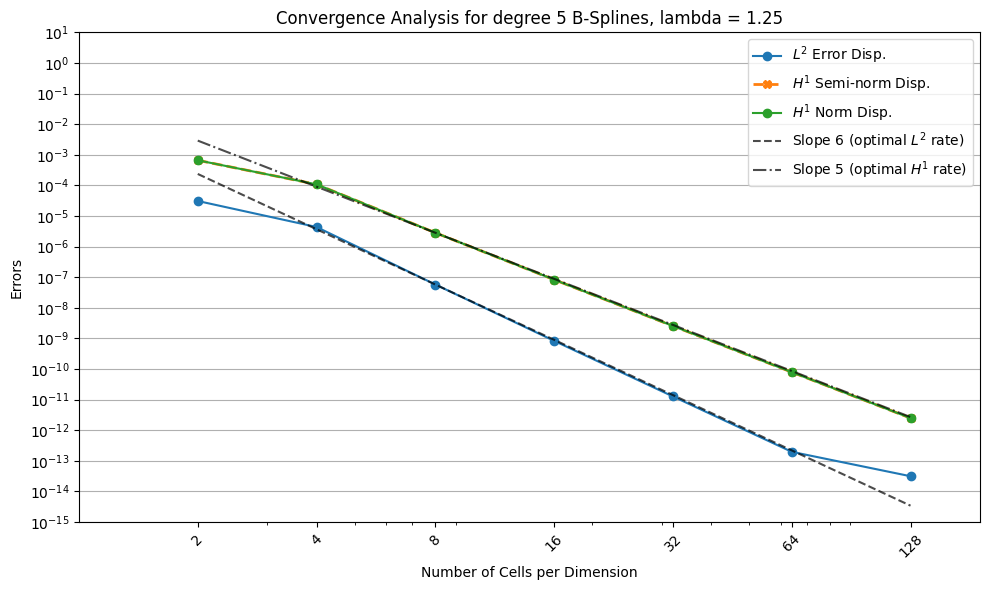 Convergence Analysis for degree 5 B-Splines, lambda = 1.25
$L^2$ Error Disp.
$H^1$ Semi-norm Disp.
$H^1$ Norm Disp.
Slope 6 (optimal $L^2$ rate)
Slope 5 (optimal $H^1$ rate)
Errors
$10^1$
$10^0$
$10^{-1}$
$10^{-2}$
$10^{-3}$
$10^{-4}$
$10^{-5}$
$10^{-6}$
$10^{-7}$
$10^{-8}$
$10^{-9}$
$10^{-10}$
$10^{-11}$
$10^{-12}$
$10^{-13}$
$10^{-14}$
$10^{-15}$
2 4 8 16 32 64 128
Number of Cells per Dimension